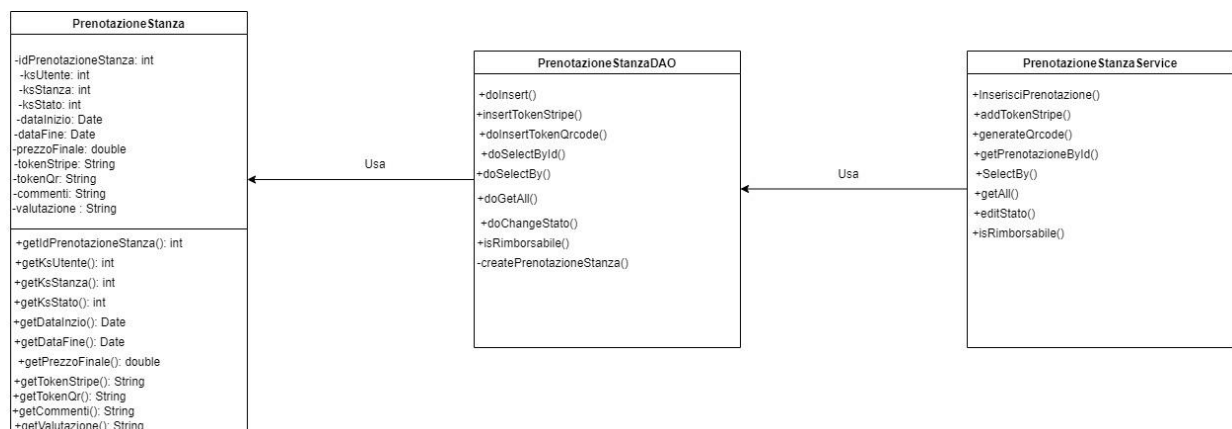 PrenotazioneStanza
-idPrenotazioneStanza: int
-ksUtente: int
-ksStanza: int
-ksStato: int
-dataInizio: Date
-dataFine: Date
-prezzoFinale: double
-tokenStripe: String
-tokenQr: String
-commenti: String
-valutazione : String
+getIdPrenotazioneStanza(): int
+getKsUtente(): int
+getKsStanza(): int
+getKsStato(): int
+getDataInzio(): Date
+getDataFine(): Date
+getPrezzoFinale(): double
+getTokenStripe(): String
+getTokenQr(): String
+getCommenti(): String
+getValutazione(): String
Usa
PrenotazioneStanzaDAO
+doInsert()
+insertTokenStripe()
+doInsertTokenQrcode()
+doSelectById()
+doSelectBy()
+doGetAll()
+doChangeStato()
+isRimborsabile()
-createPrenotazioneStanza()
Usa
PrenotazioneStanzaService
+InserisciPrenotazione()
+addTokenStripe()
+generateQrcode()
+getPrenotazioneById()
+SelectBy()
+getAll()
+editStato()
+isRimborsabile()